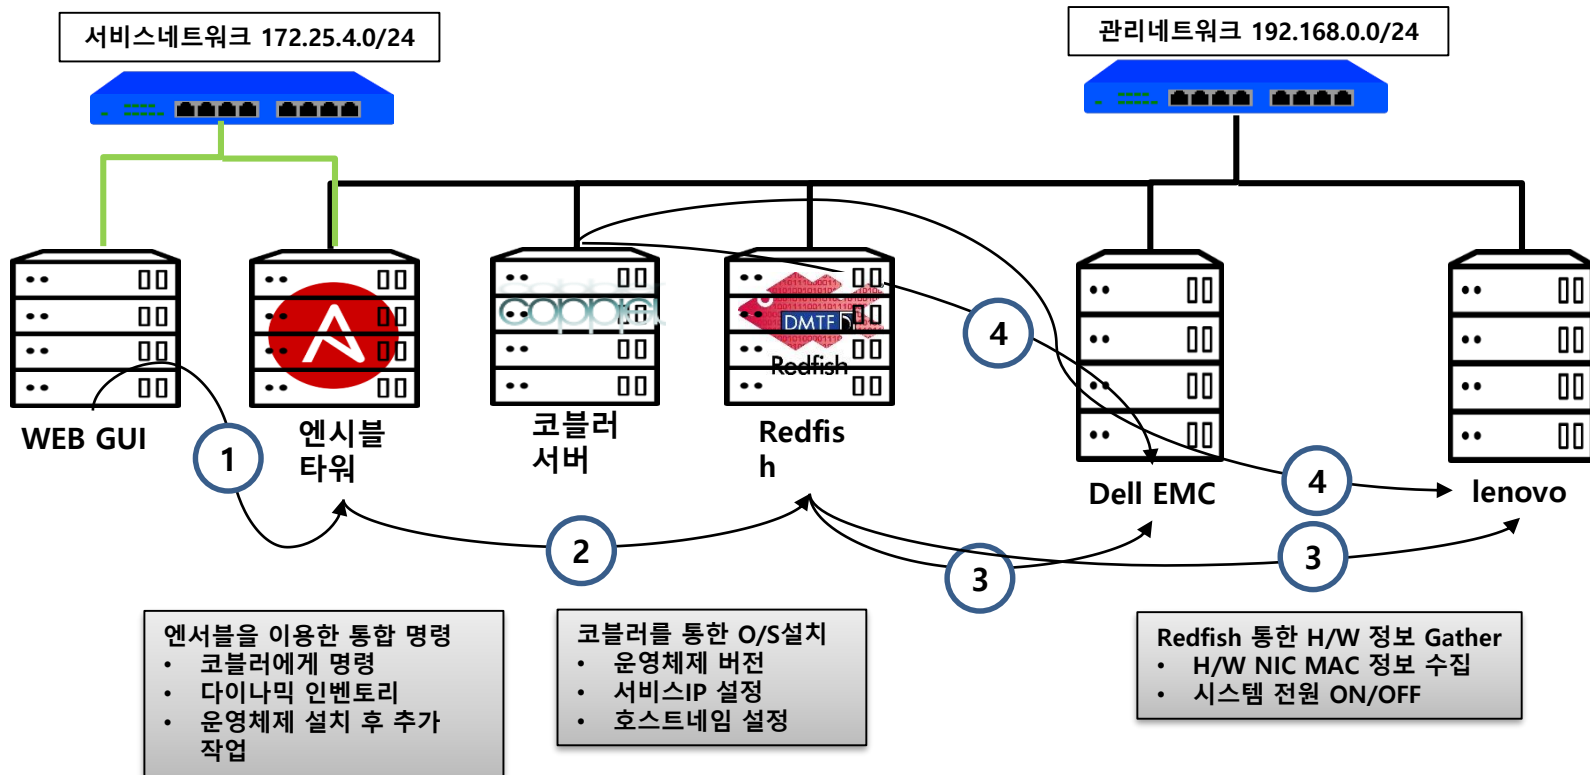 서비스네트워크 172.25.4.0/24
관리네트워크 192.168.0.0/24
DMTF
Redfish
WEB GUI
엔시블
타워
코블러
서버
Redfis
h
Dell EMC
lenovo
1
2
3
3
4
4
엔서블을 이용한 통합 명령
• 코블러에게 명령
• 다이나믹 인벤토리
• 운영체제 설치 후 추가
작업
코블러를 통한 O/S설치
• 운영체제 버전
• 서비스IP 설정
• 호스트네임 설정
Redfish 통한 H/W 정보 Gather
• H/W NIC MAC 정보 수집
• 시스템 전원 ON/OFF